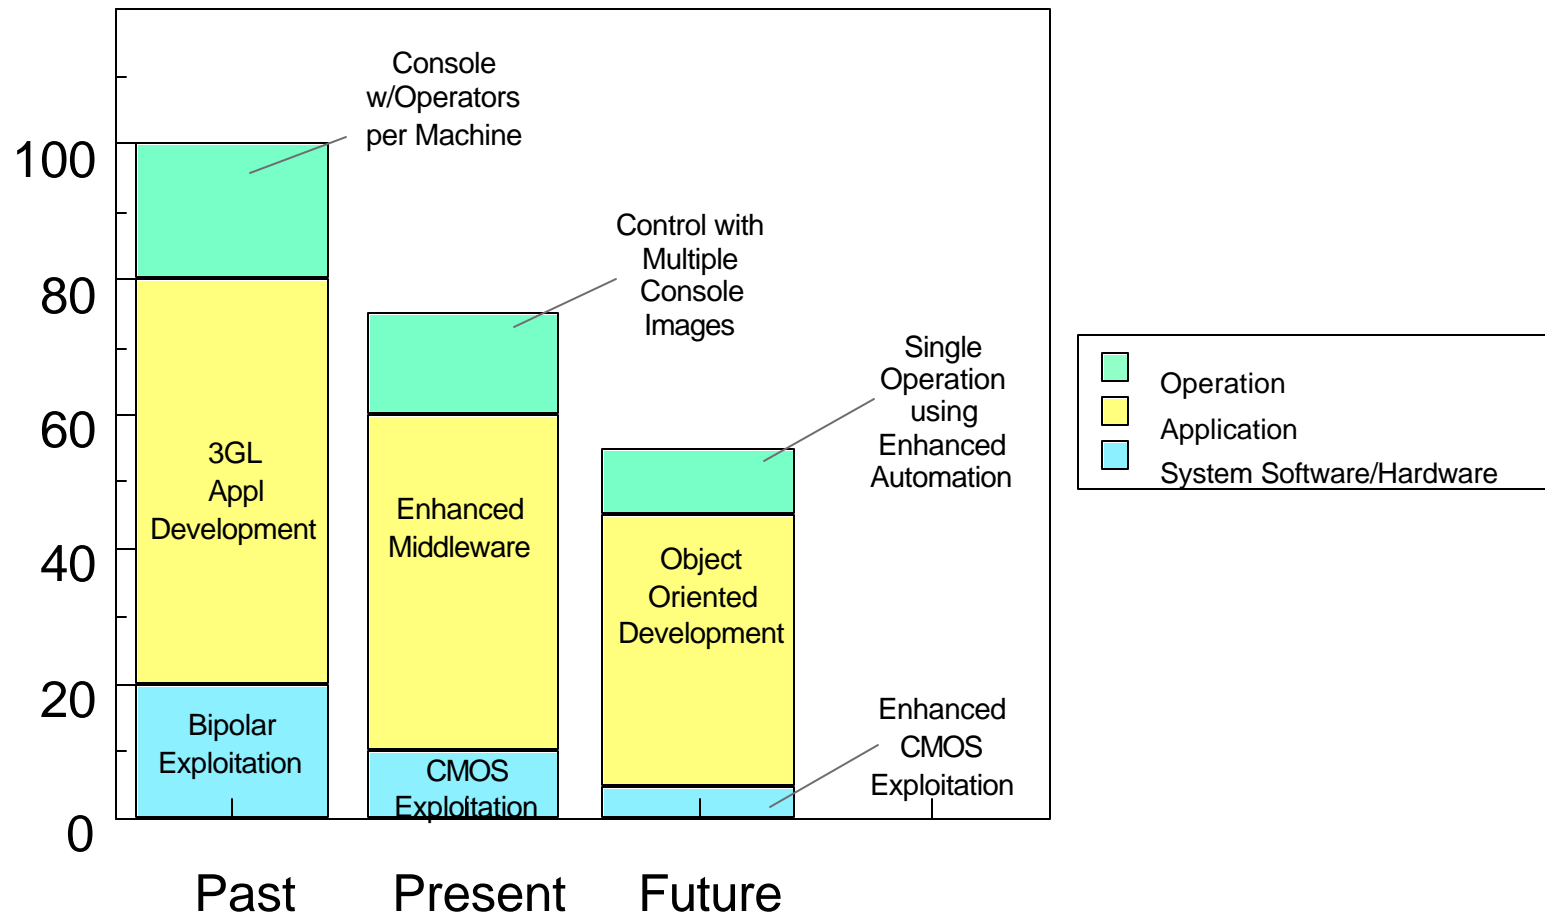 Console
w/Operators
per Machine
100
Control with
Multiple
Console
Images
80
Single
Operation
using
Enhanced
Automation
Operation
Application
System Software/Hardware
60
3GL
Appl
Development
Enhanced
Middleware
Object
Oriented
Development
40
20
Bipolar
Exploitation
CMOS
Exploitation
Enhanced
CMOS
Exploitation
0
Past
Present
Future